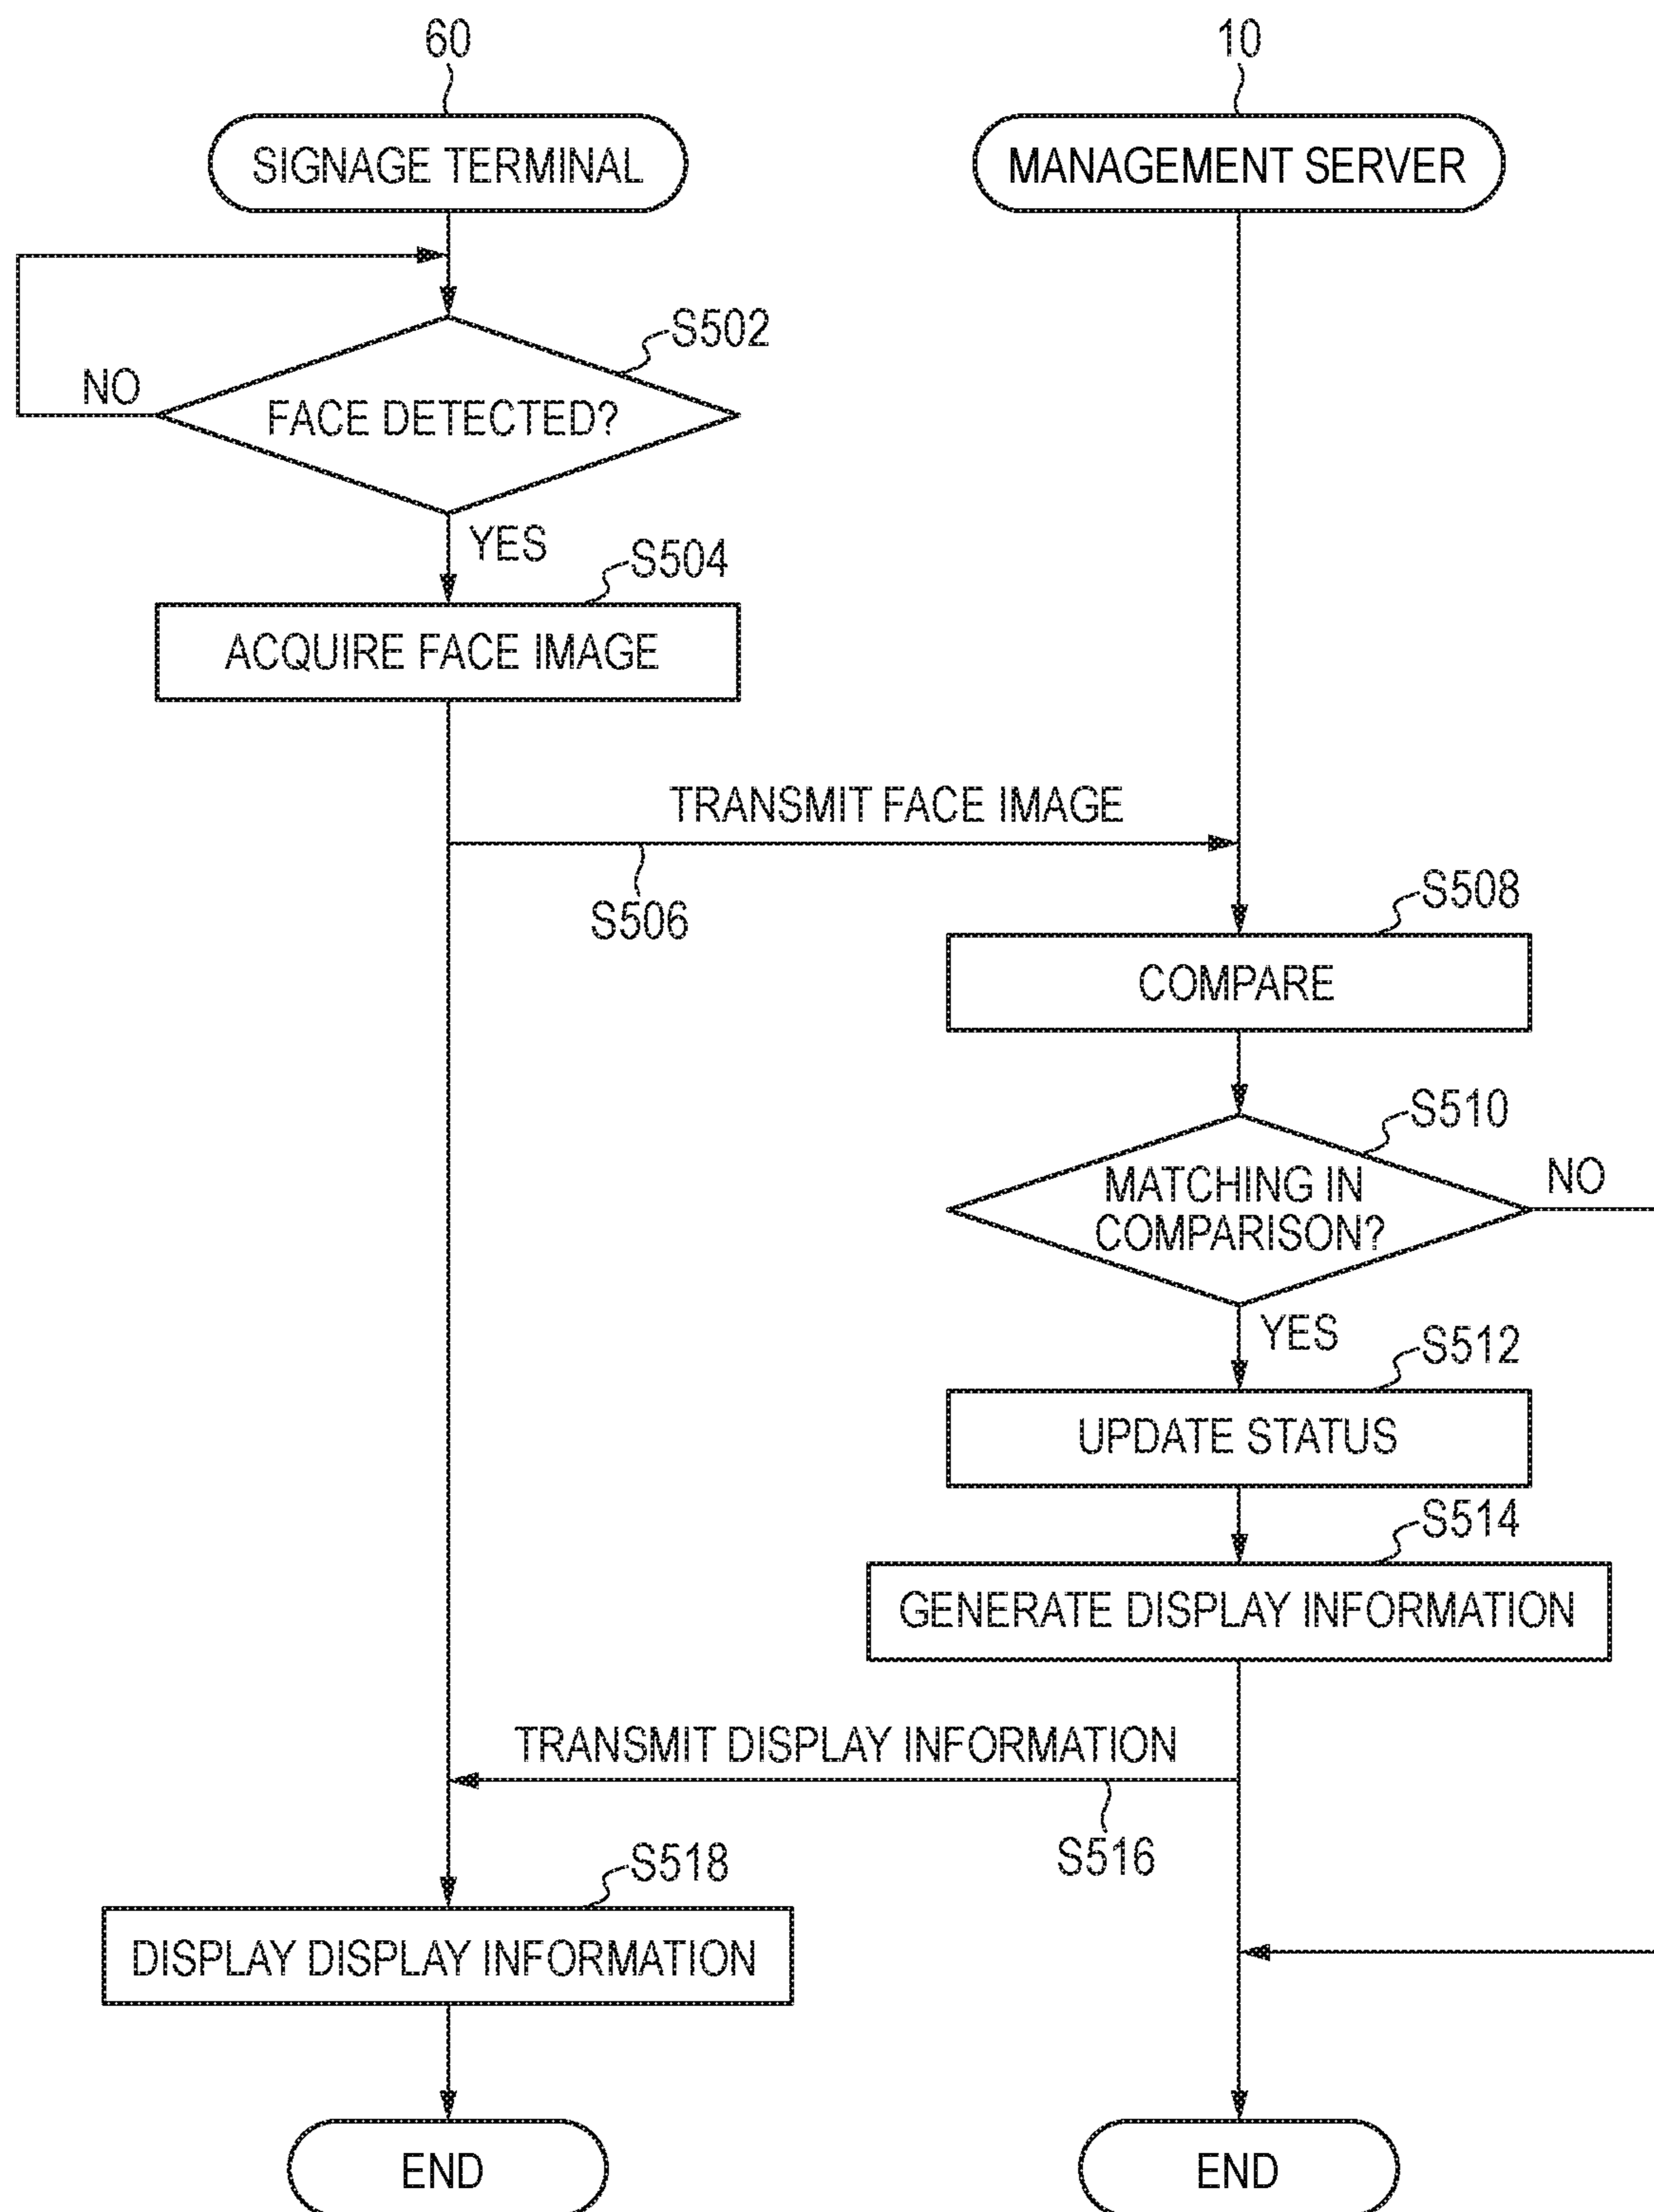 60
10
SIGNAGE TERMINAL
MANAGEMENT SERVER
S502
NO
FACE DETECTED?
YES
S504
ACQUIRE FACE IMAGE
TRANSMIT FACE IMAGE
S506
S508
COMPARE
S510
NO
MATCHING IN
COMPARISON?
YES
S512
UPDATE STATUS
S514
GENERATE DISPLAY INFORMATION
TRANSMIT DISPLAY INFORMATION
S516
S518
DISPLAY DISPLAY INFORMATION
END
END